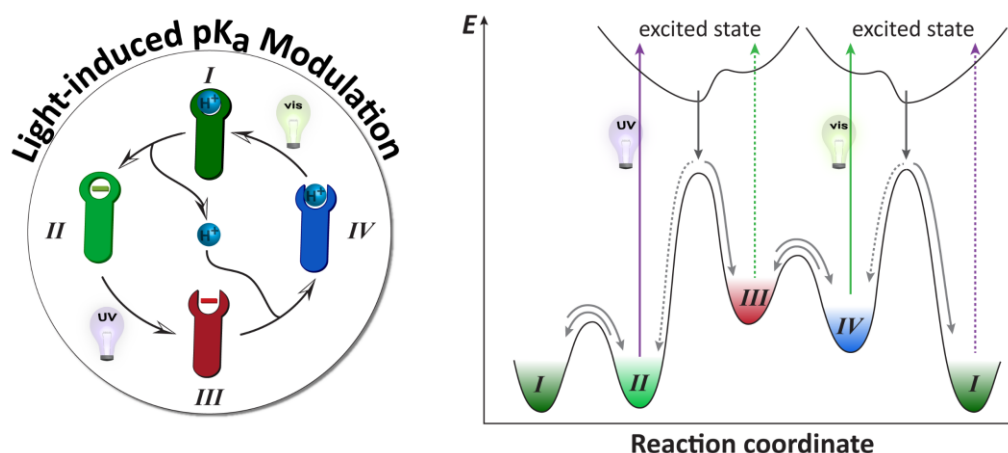 Light-induced pKa Modulation
I
H+
vis
II
H+
H+
IV
UV
III
E
excited state
excited state
UV
vis
III
IV
I
II
I
Reaction coordinate